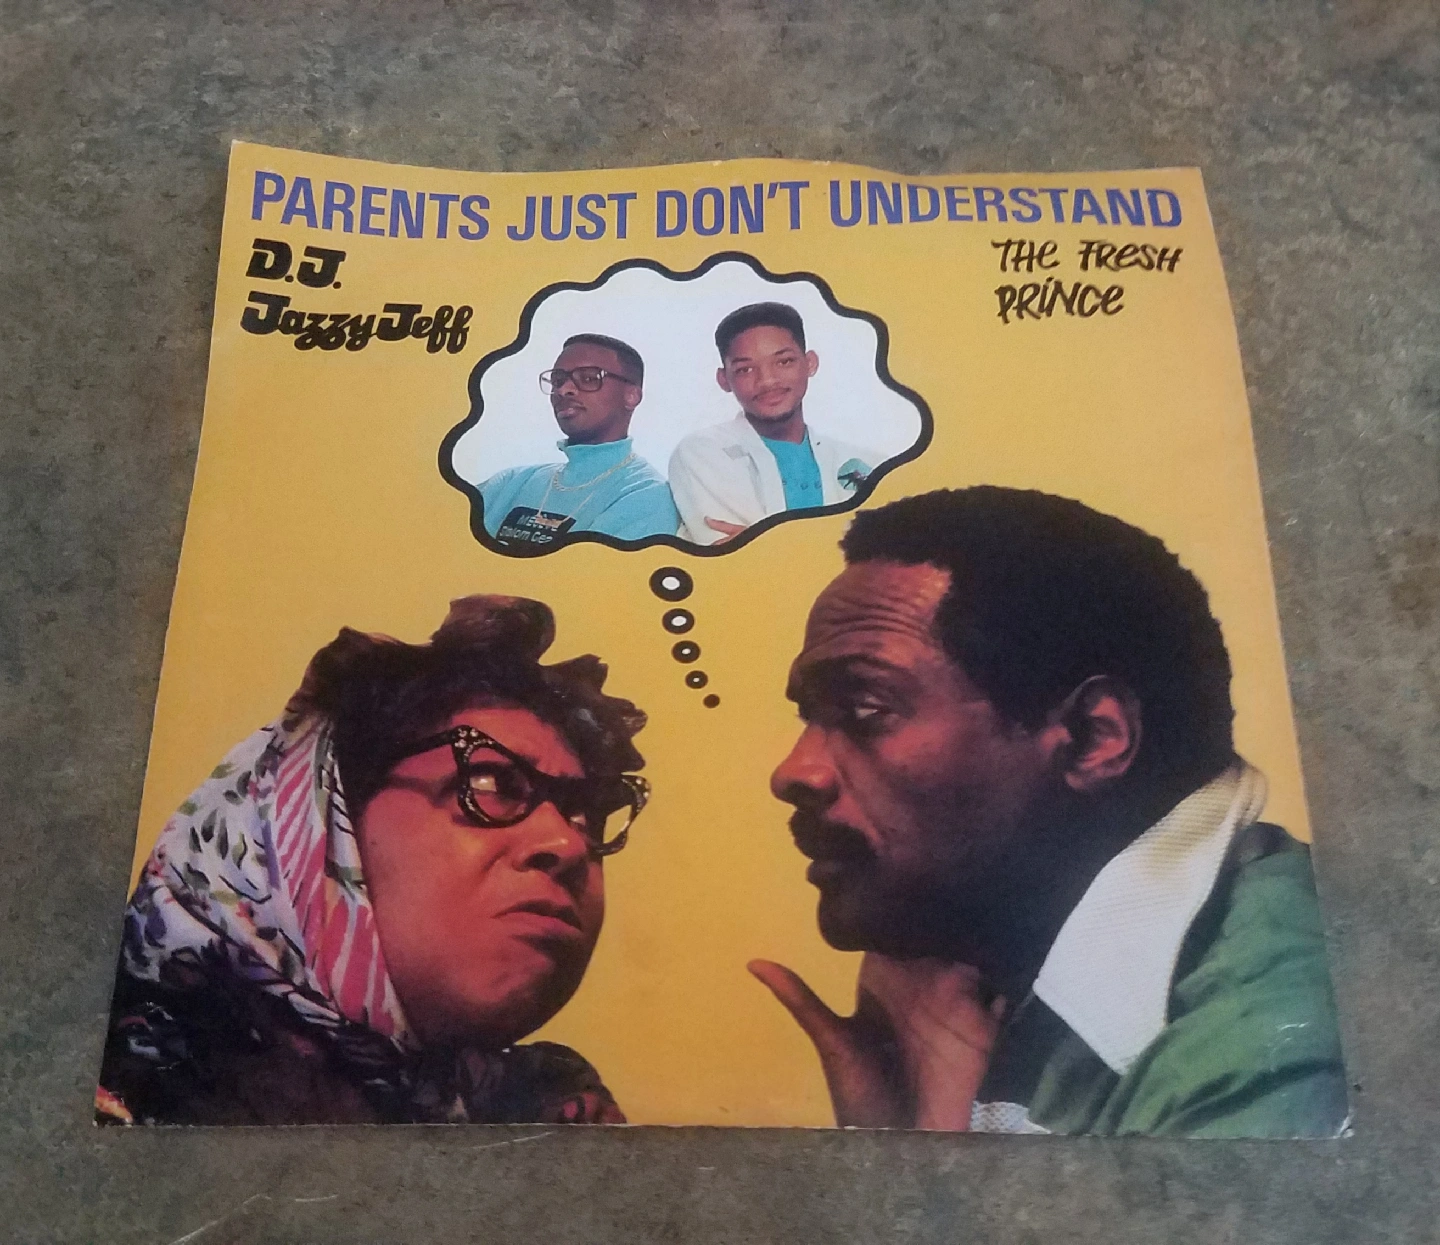 PARENTS JUST DON'T UNDERSTAND
D.J.
Jazzy Jeff
THE FRESH
PRINCE